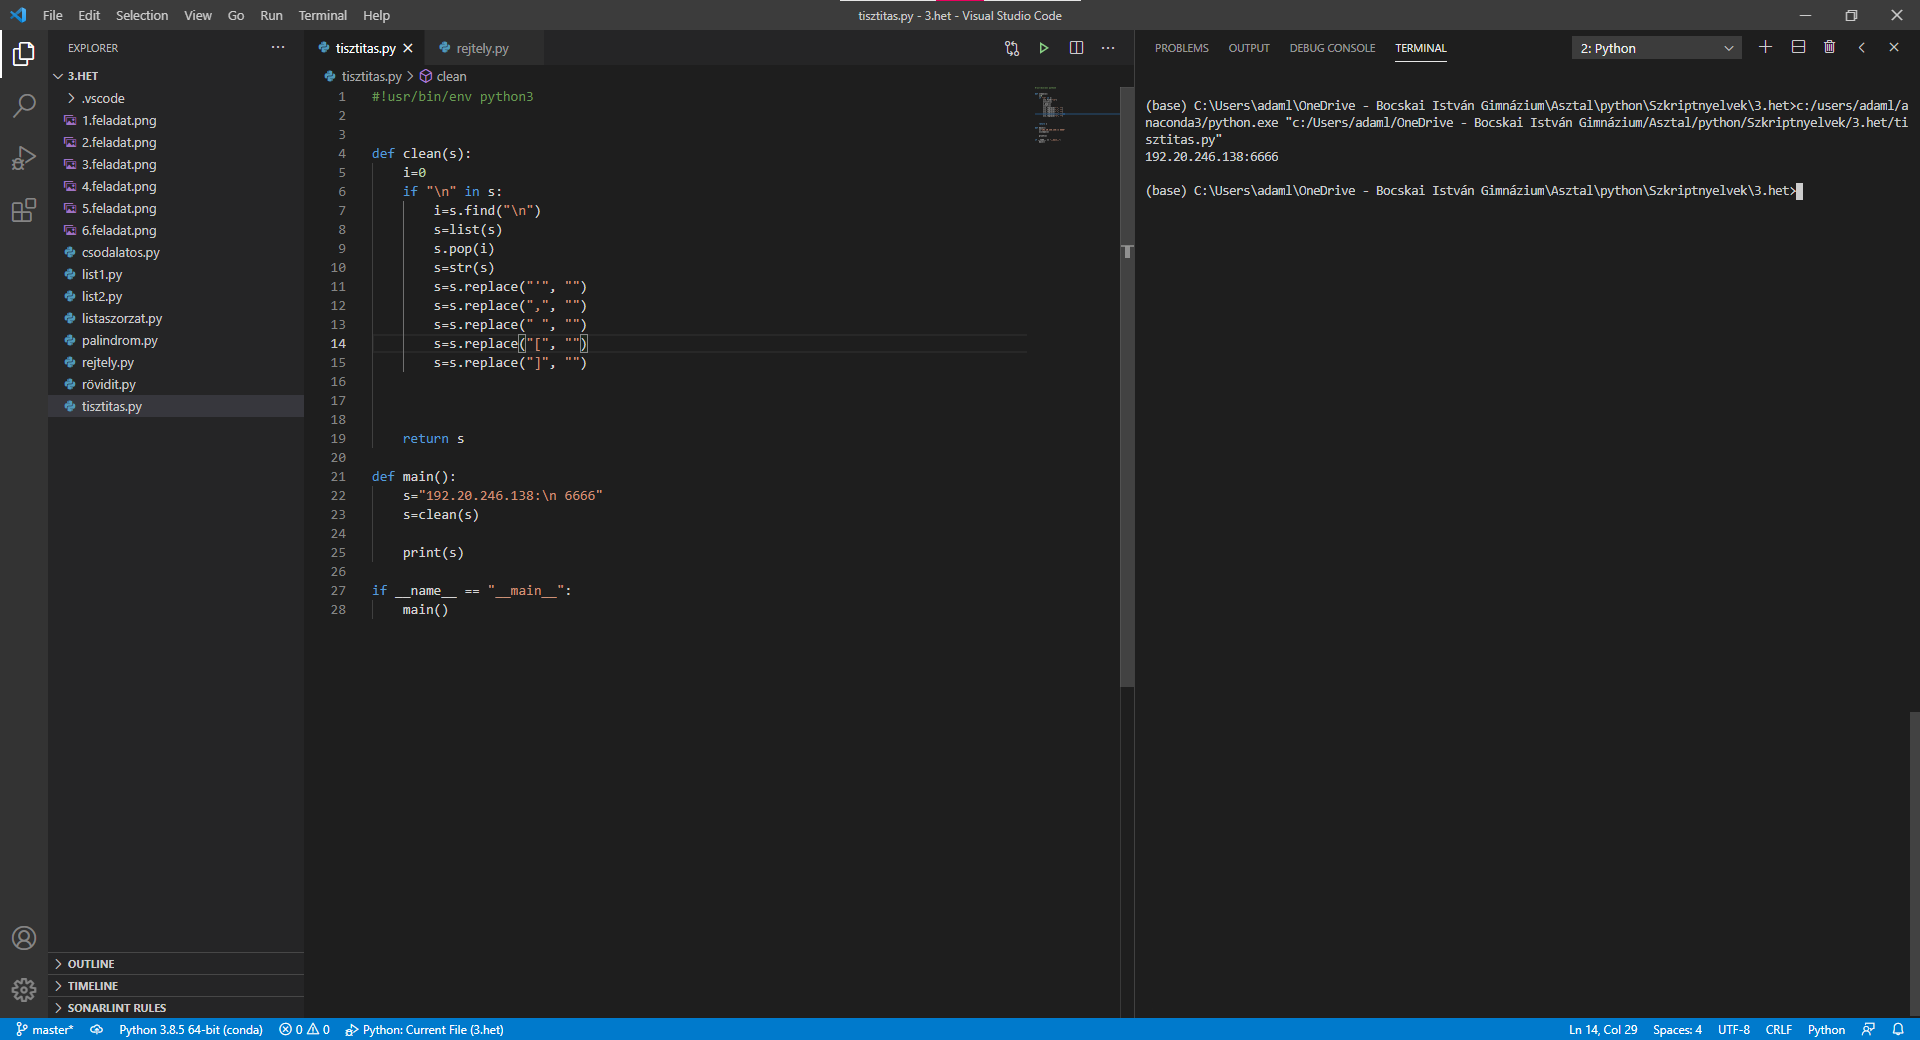 File Edit Selection View Go Run Terminal Help
tisztitas.py - 3.het - Visual Studio Code
EXPLORER
3.HET
.vscode
1.feladat.png
2.feladat.png
3.feladat.png
4.feladat.png
5.feladat.png
6.feladat.png
csodalatos.py
list1.py
list2.py
listaszorzat.py
palindrom.py
rejtely.py
rövidit.py
tisztitas.py
OUTLINE
TIMELINE
SONARLINT RULES
tisztitas.py
rejtely.py
tisztitas.py > clean
1 #!usr/bin/env python3
2
3
4 def clean(s):
5 i=0
6 if "\n" in s:
7 i=s.find("\n")
8 s=list(s)
9 s.pop(i)
10 s=str(s)
11 s=s.replace("'", "")
12 s=s.replace(",", "")
13 s=s.replace(" ", "")
14 s=s.replace("[", "")
15 s=s.replace("]", "")
16
17
18
19 return s
20
21 def main():
22 s="192.20.246.138:\n 6666"
23 s=clean(s)
24
25 print(s)
26
27 if __name__ == "__main__":
28 main()
PROBLEMS OUTPUT DEBUG CONSOLE TERMINAL
2: Python
(base) C:\Users\adaml\OneDrive - Bocskai István Gimnázium\Asztal\python\Szkriptnyelvek\3.het>c:/users/adaml/a
naconda3/python.exe "c:/Users/adaml/OneDrive - Bocskai István Gimnázium/Asztal/python/Szkriptnyelvek/3.het/ti
sztitas.py"
192.20.246.138:6666
(base) C:\Users\adaml\OneDrive - Bocskai István Gimnázium\Asztal\python\Szkriptnyelvek\3.het>
master* Python 3.8.5 64-bit (conda) 0 0 Python: Current File (3.het)
Ln 14, Col 29 Spaces: 4 UTF-8 CRLF Python